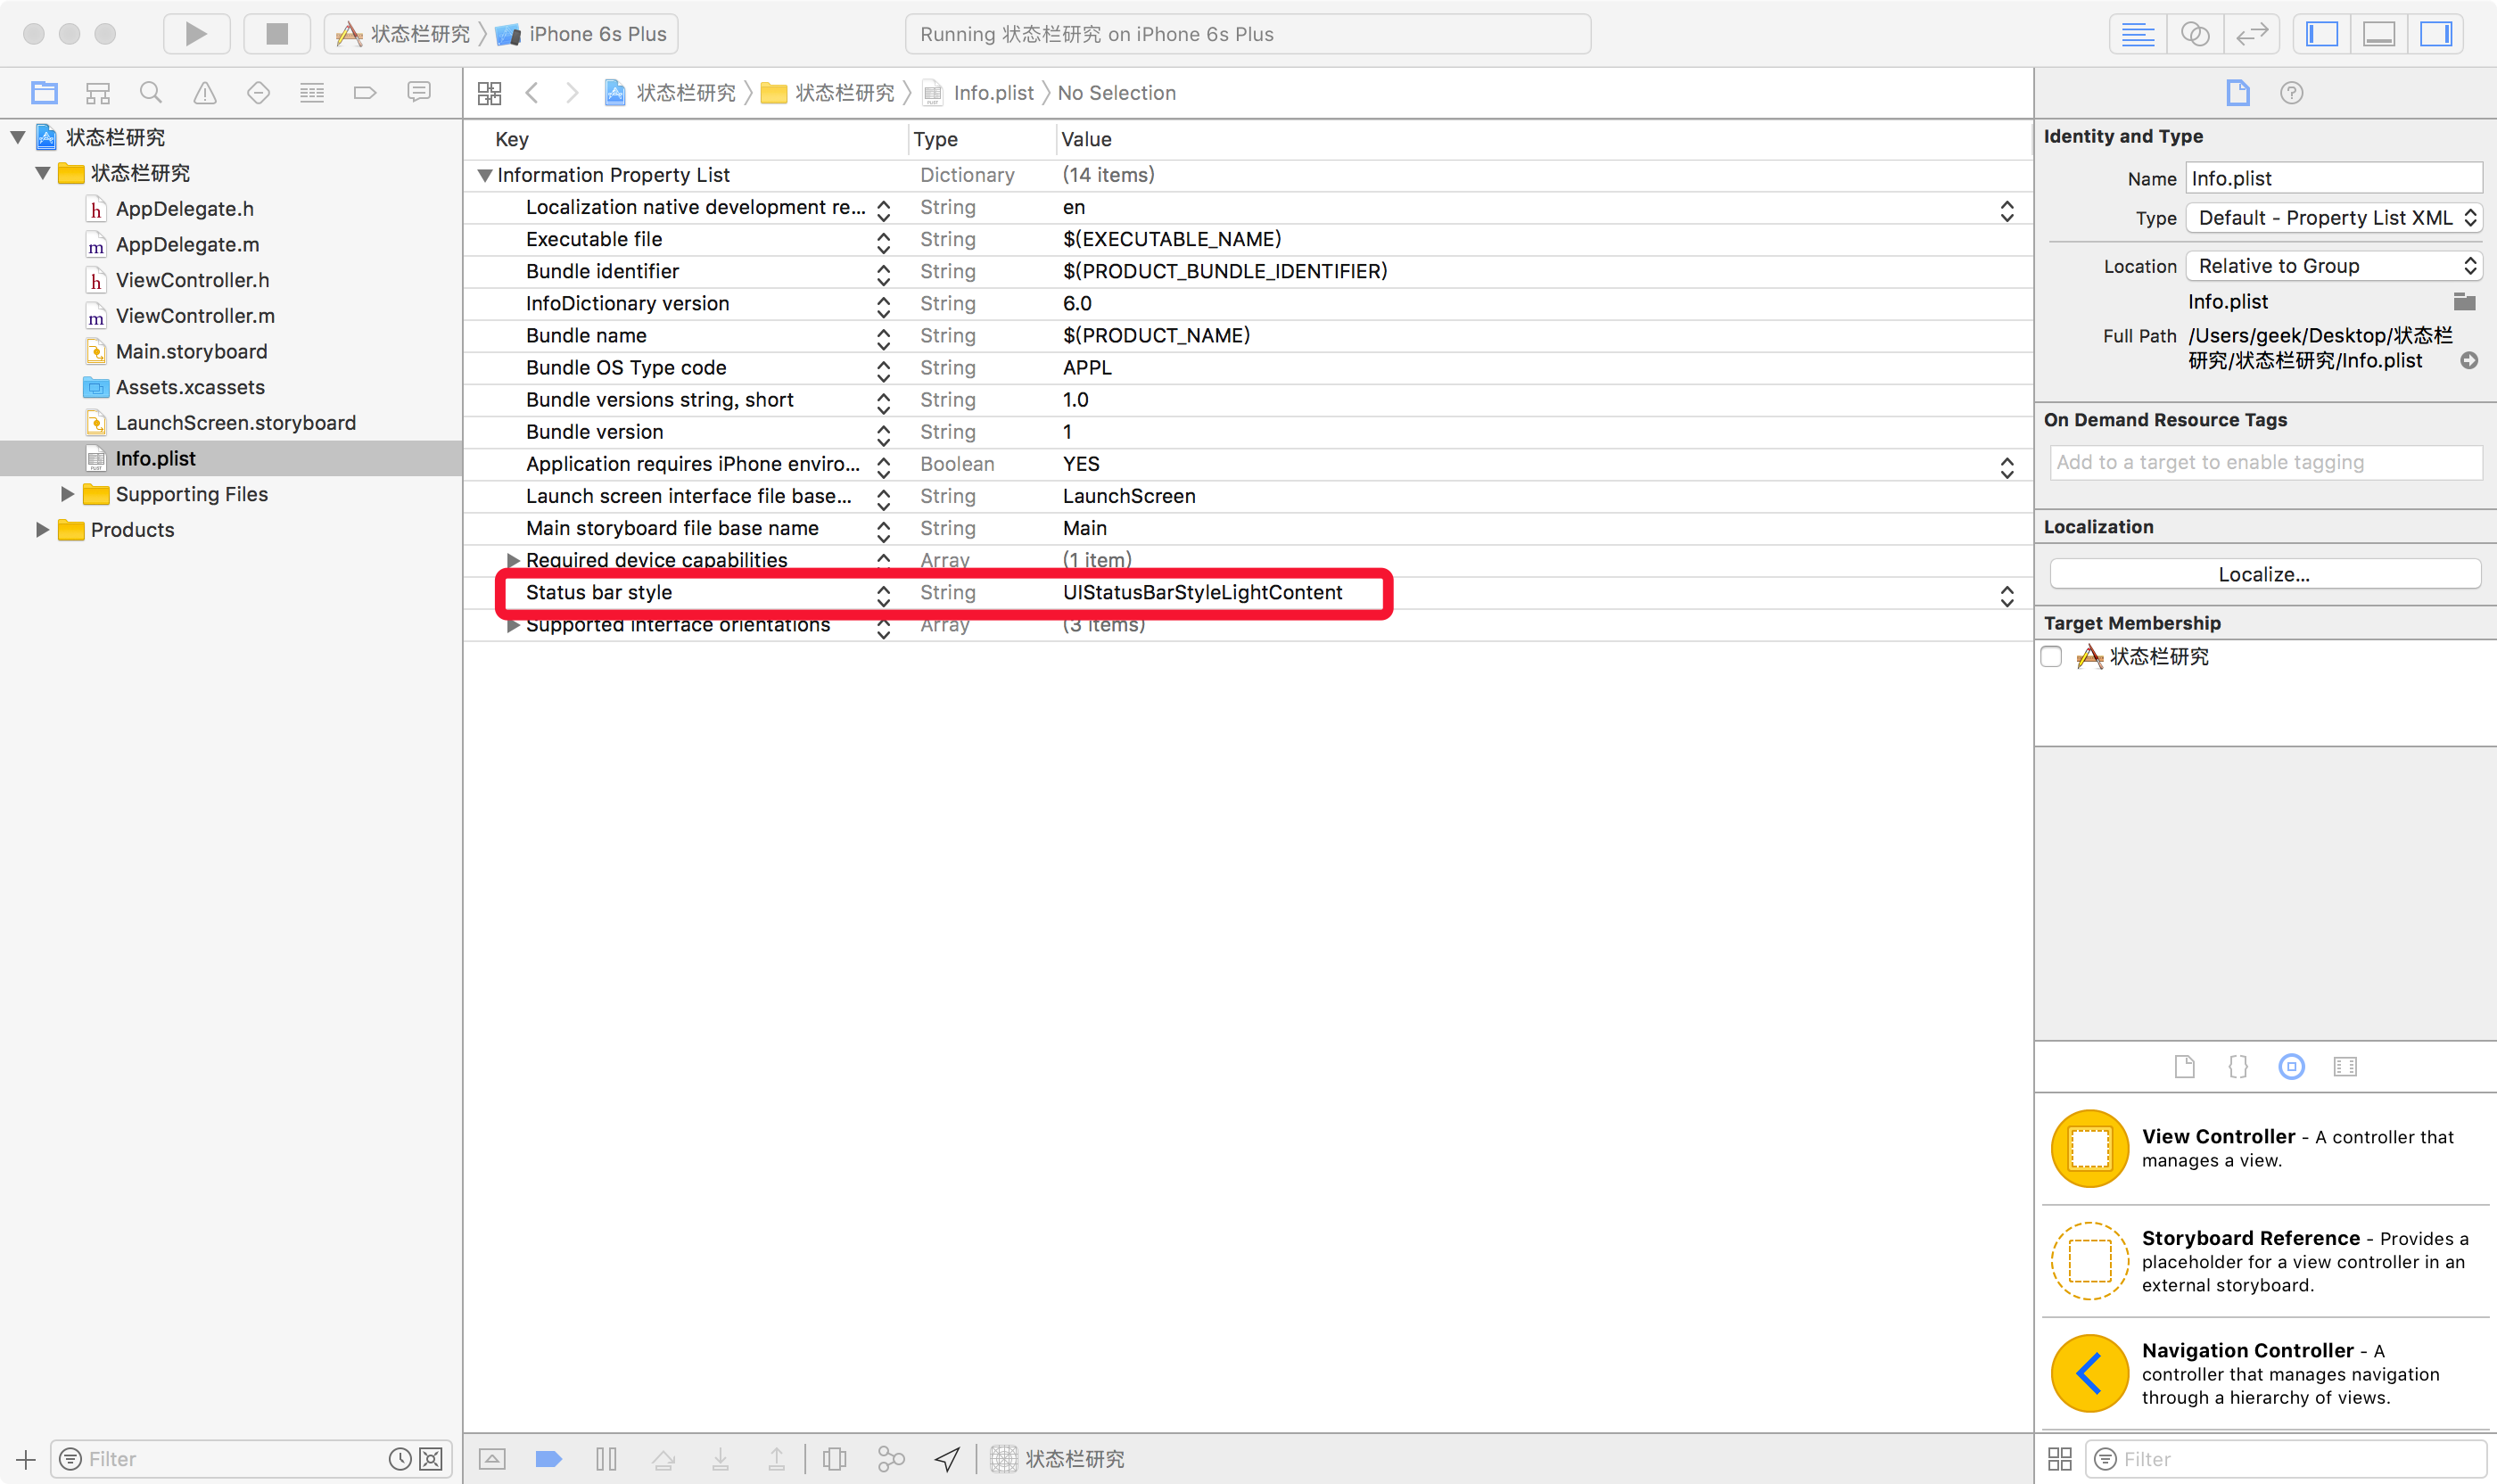 状态栏研究 iPhone 6s Plus
Running 状态栏研究 on iPhone 6s Plus
状态栏研究
状态栏研究
AppDelegate.h
AppDelegate.m
ViewController.h
ViewController.m
Main.storyboard
Assets.xcassets
LaunchScreen.storyboard
Info.plist
Supporting Files
Products
Filter
状态栏研究 状态栏研究 Info.plist No Selection
Key Type Value
Information Property List Dictionary (14 items)
Localization native development re... String en
Executable file String $(EXECUTABLE_NAME)
Bundle identifier String $(PRODUCT_BUNDLE_IDENTIFIER)
InfoDictionary version String 6.0
Bundle name String $(PRODUCT_NAME)
Bundle OS Type code String APPL
Bundle versions string, short String 1.0
Bundle version String 1
Application requires iPhone enviro... Boolean YES
Launch screen interface file base... String LaunchScreen
Main storyboard file base name String Main
Required device capabilities Array (1 item)
Status bar style String UIStatusBarStyleLightContent
Supported interface orientations Array (3 items)
状态栏研究
Identity and Type
Name Info.plist
Type Default - Property List XML
Location Relative to Group
Info.plist
Full Path /Users/geek/Desktop/状态栏
研究/状态栏研究/Info.plist
On Demand Resource Tags
Add to a target to enable tagging
Localization
Localize...
Target Membership
状态栏研究
View Controller - A controller that
manages a view.
Storyboard Reference - Provides a
placeholder for a view controller in an
external storyboard.
Navigation Controller - A
controller that manages navigation
through a hierarchy of views.
Filter